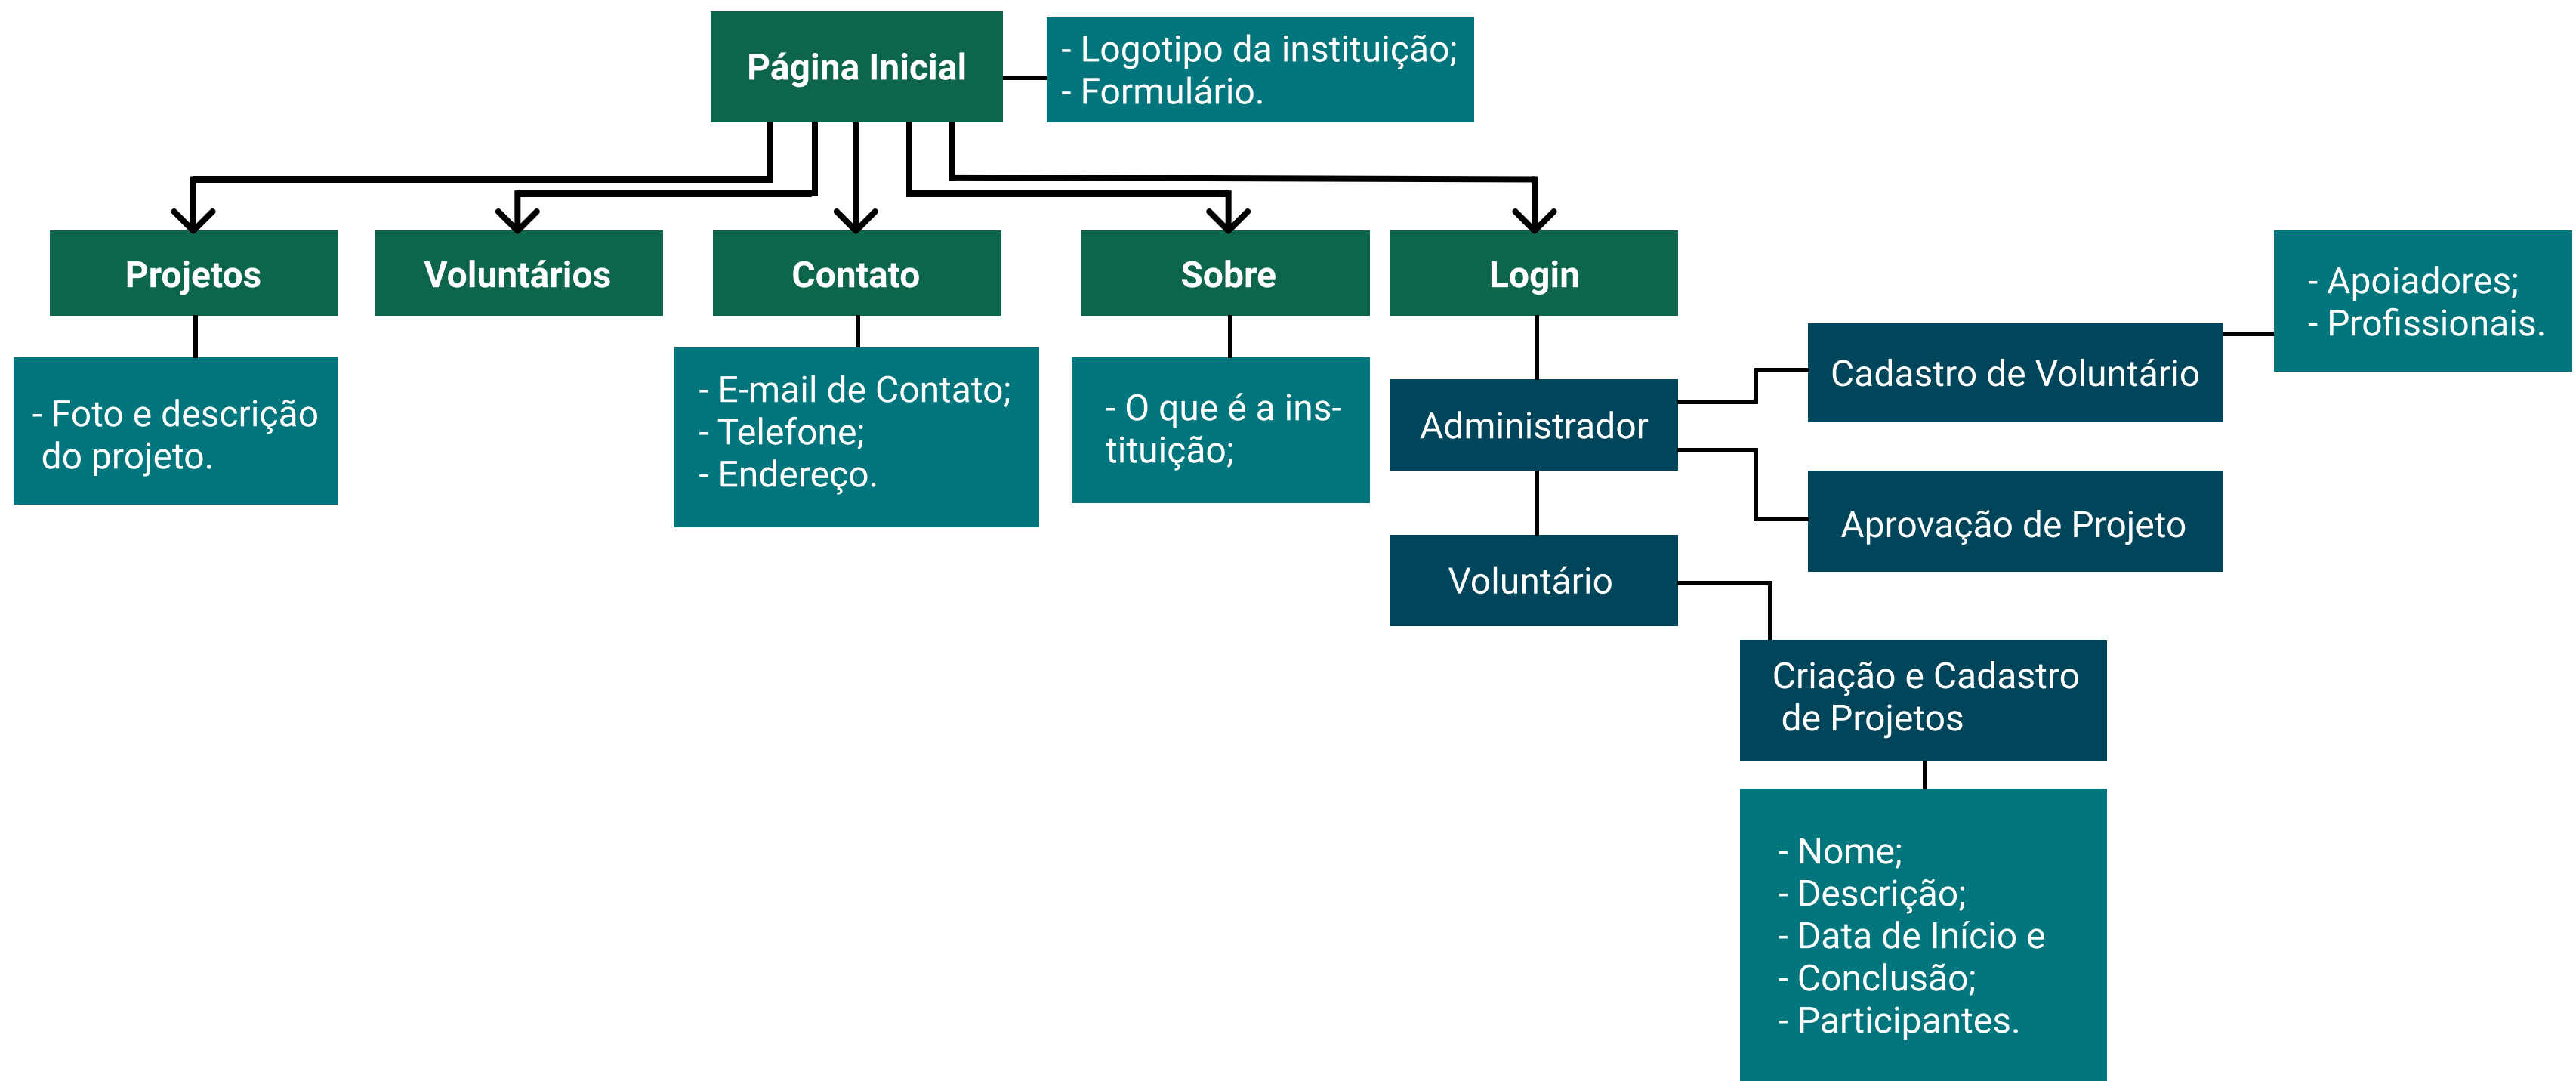 Página Inicial
- Logotipo da instituição;
- Formulário.
Projetos
Voluntários
Contato
Sobre
Login
- Foto e descrição
do projeto.
- E-mail de Contato;
- Telefone;
- Endereço.
- O que é a ins-
tituição;
Administrador
Cadastro de Voluntário
- Apoiadores;
- Profissionais.
Aprovação de Projeto
Voluntário
Criação e Cadastro
de Projetos
- Nome;
- Descrição;
- Data de Início e
- Conclusão;
- Participantes.